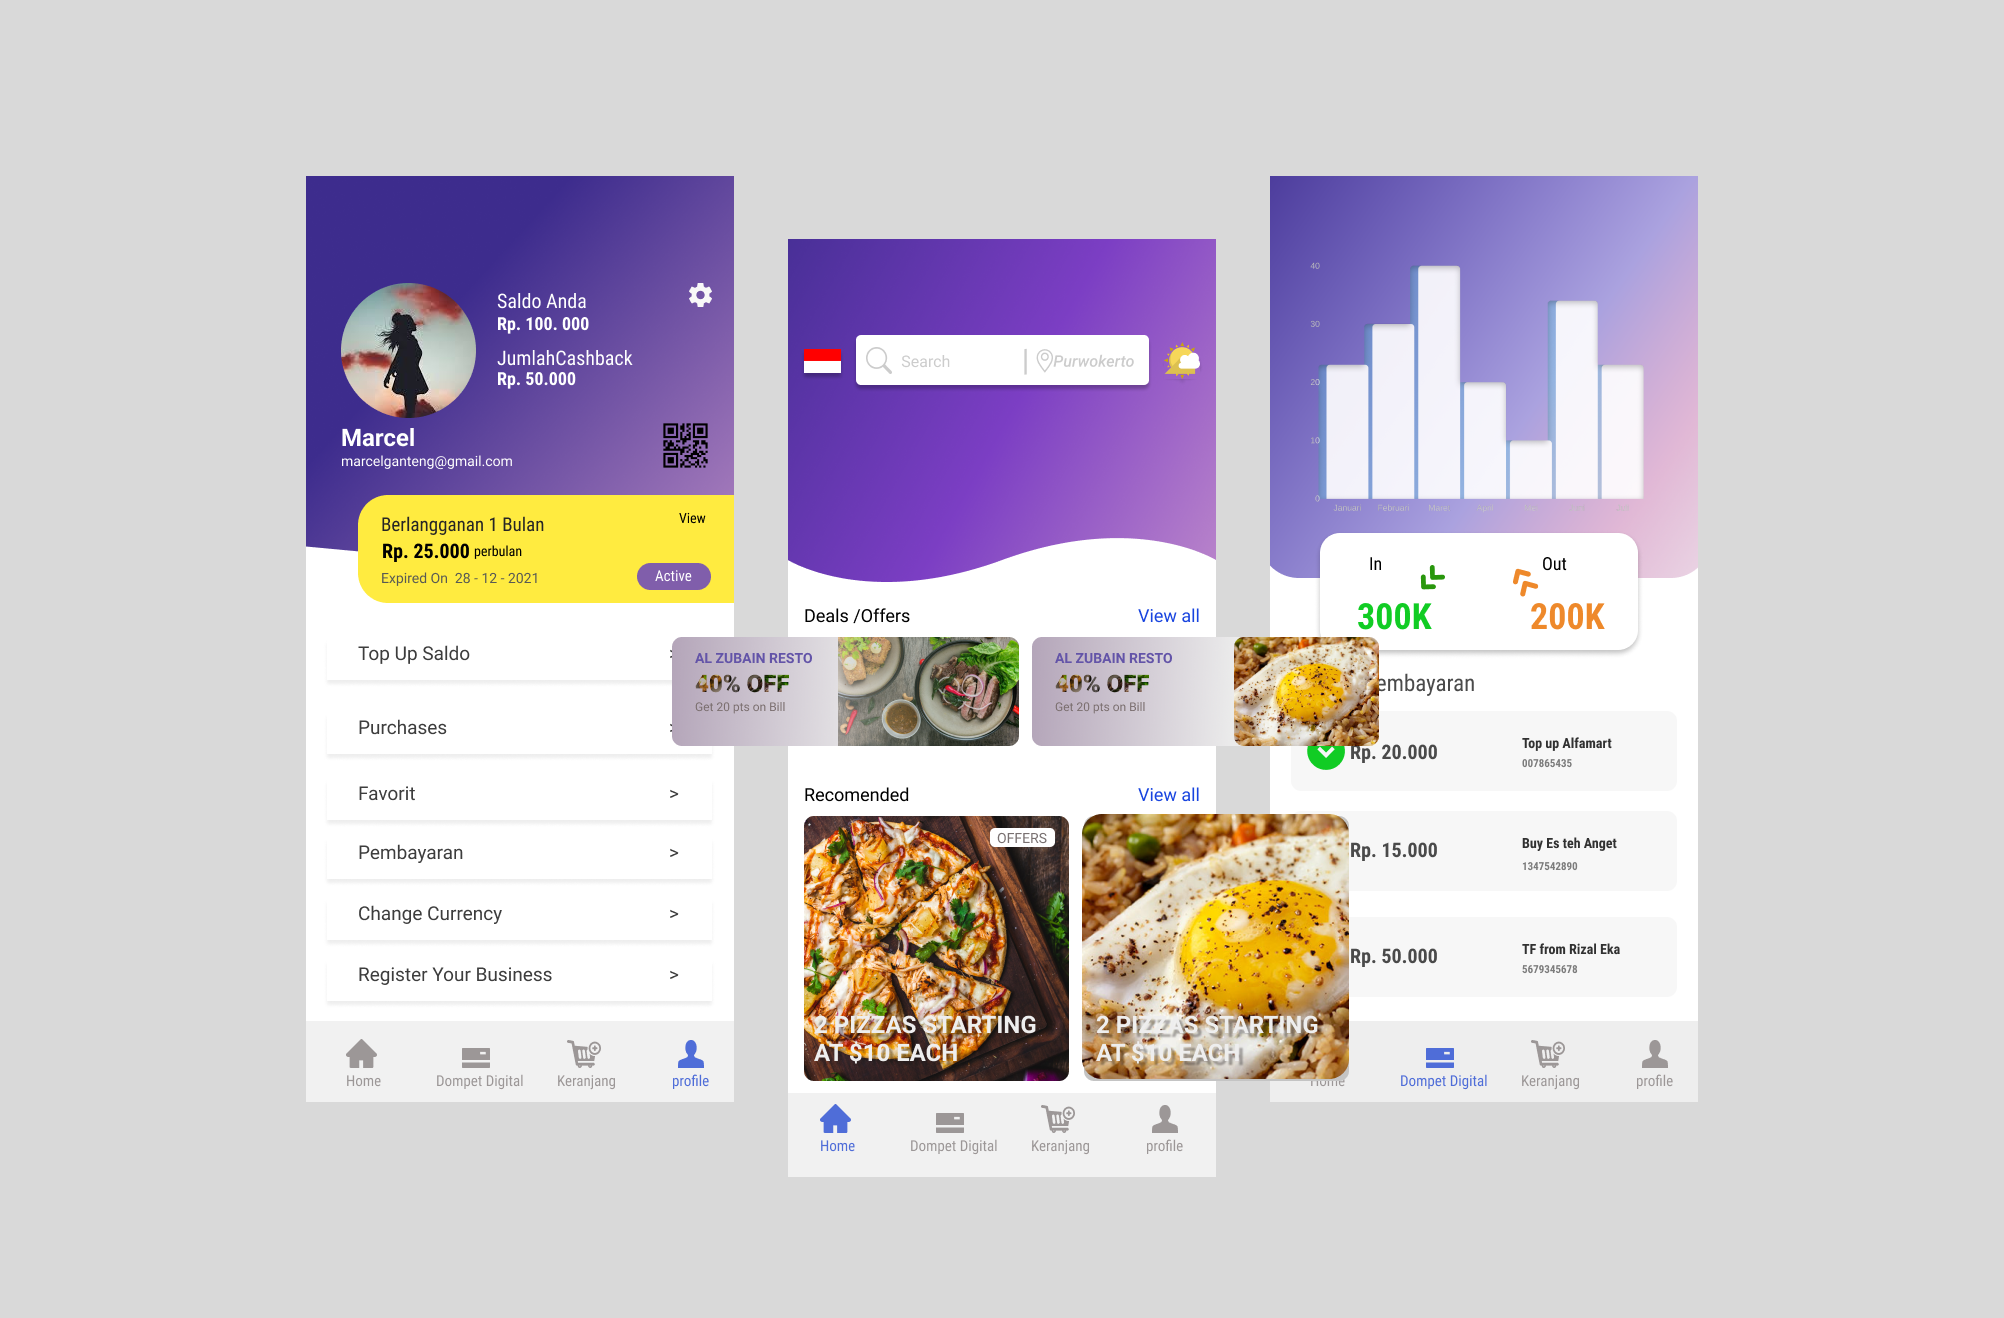 Saldo Anda
Rp. 100. 000
JumlahCashback
Rp. 50.000
Marcel
marcelganteng@gmail.com
Berlangganan 1 Bulan
View
Rp. 25.000 perbulan
Expired On 28 - 12 - 2021
Active
Top Up Saldo
Purchases
Favorit >
Pembayaran >
Change Currency >
Register Your Business >
Home
Dompet Digital
Keranjang
profile
Search
Purwokerto
Deals /Offers
View all
AL ZUBAIN RESTO
40% OFF
Get 20 pts on Bill
AL ZUBAIN RESTO
40% OFF
Get 20 pts on Bill
Recomended
View all
OFFERS
2 PIZZAS STARTING
AT $10 EACH
2 PIZZAS STARTING
AT $10 EACH
Home
Dompet Digital
Keranjang
profile
40
30
20
10
0
Januari
Februari
Maret
April
In
Out
300K
200K
embayaran
Rp. 20.000
Top up Alfamart
007865435
Rp. 15.000
Buy Es teh Anget
1347542890
Rp. 50.000
TF from Rizal Eka
5679345678
Home
Dompet Digital
Keranjang
profile